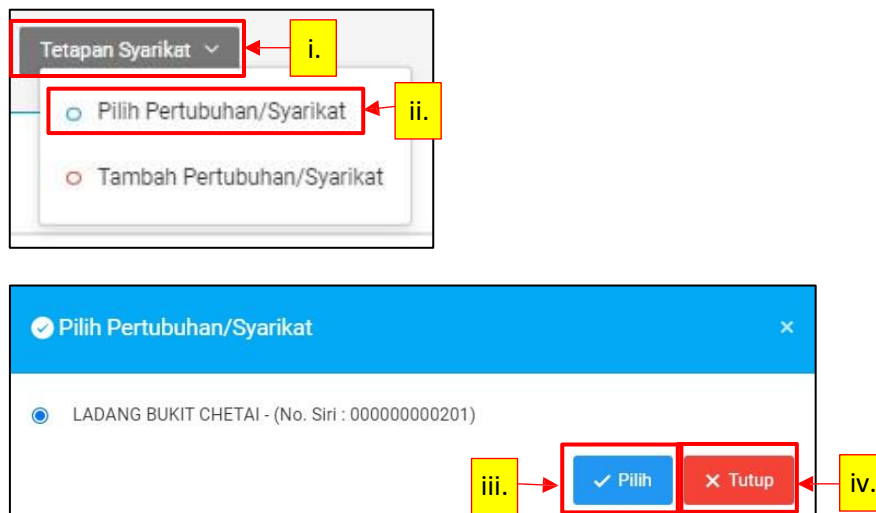 Tetapan Syarikat
i.
Pilih Pertubuhan/Syarikat
ii.
Tambah Pertubuhan/Syarikat
Pilih Pertubuhan/Syarikat
LADANG BUKIT CHETAI - (No. Siri : 000000000201)
iii.
Pilih
Tutup
iv.